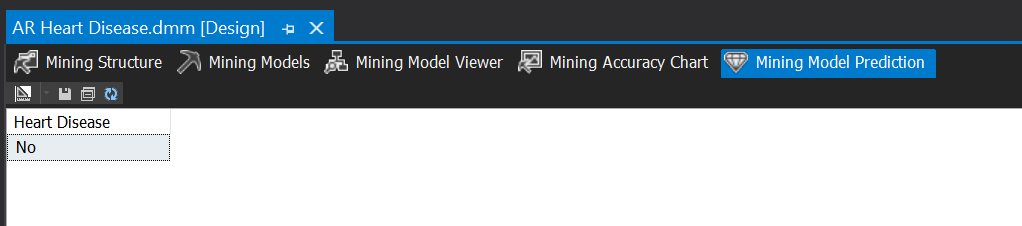 AR Heart Disease.dmm [Design]
Mining Structure Mining Models Mining Model Viewer Mining Accuracy Chart Mining Model Prediction
Heart Disease
No